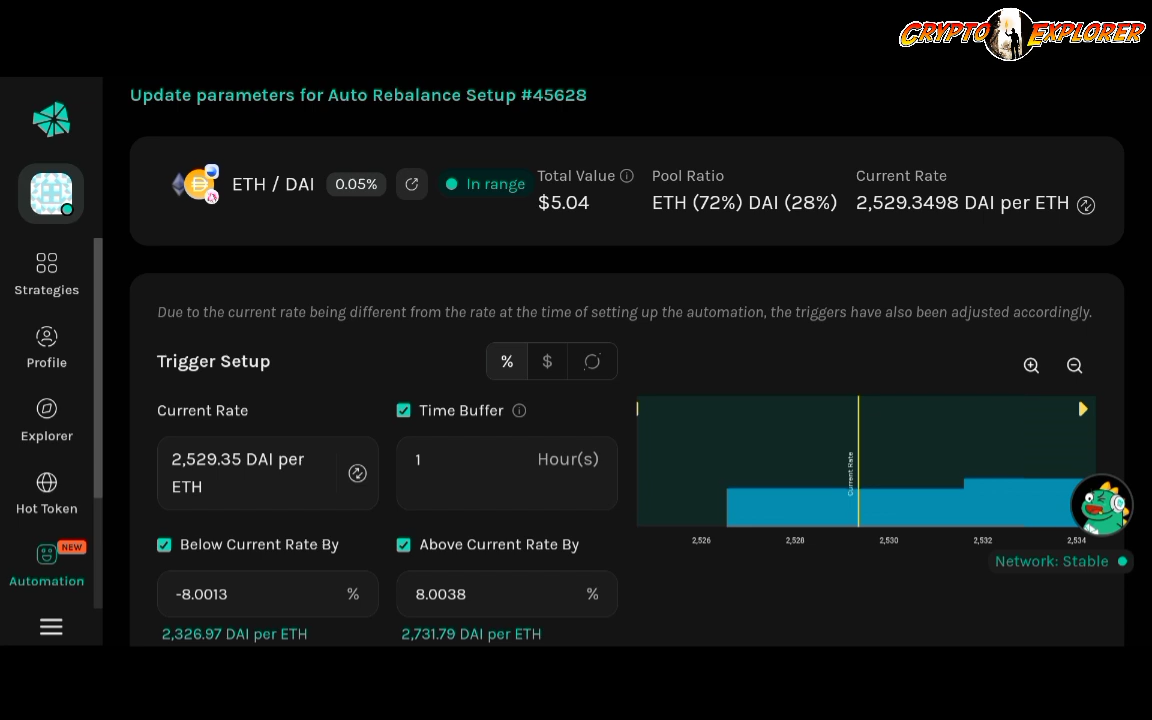 CRYPTO EXPLORER
Update parameters for Auto Rebalance Setup #45628
ETH / DAI 0.05% In range
Total Value
$5.04
Pool Ratio
ETH (72%) DAI (28%)
Current Rate
2,529.3498 DAI per ETH
Strategies
Profile
Explorer
Hot Token
NEW
Automation
Due to the current rate being different from the rate at the time of setting up the automation, the triggers have also been adjusted accordingly.
Trigger Setup
% $
Current Rate
2,529.35 DAI per
ETH
Time Buffer
1 Hour(s)
Below Current Rate By
-8.0013 %
2,326.97 DAI per ETH
Above Current Rate By
8.0038 %
2,731.79 DAI per ETH
Current Rate
2,526 2,528 2,530 2,532 2,534
Network: Stable